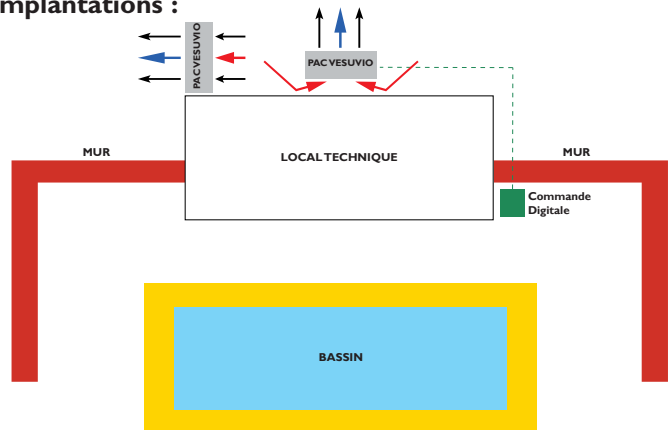 mplantations :
PAC VESUVIO
PAC VESUVIO
MUR
LOCAL TECHNIQUE
MUR
Commande
Digitale
BASSIN